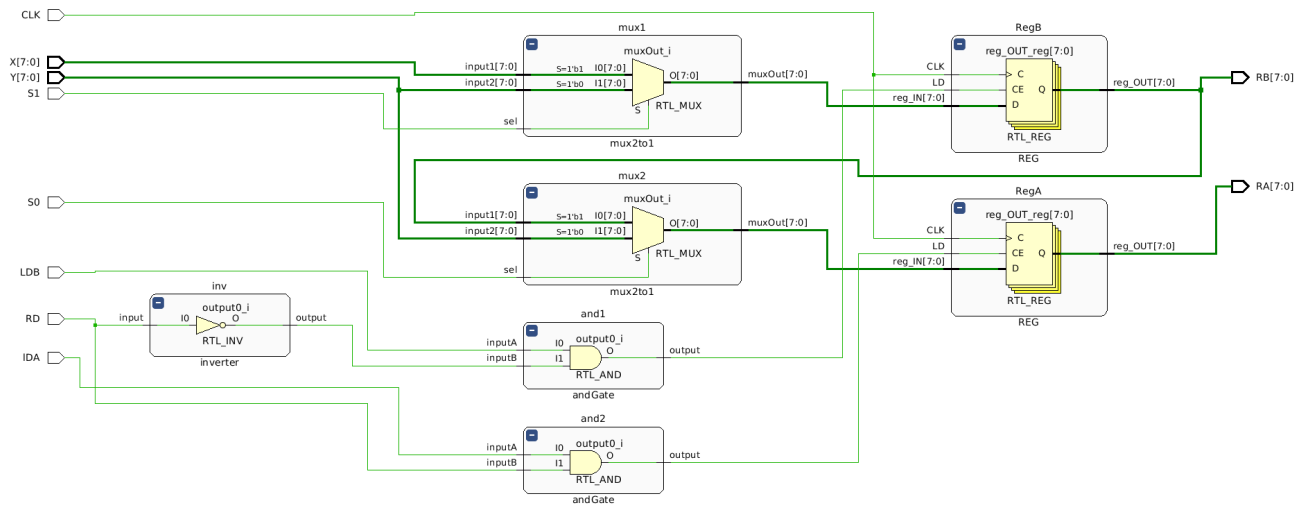 CLK
X[7:0]
Y[7:0]
S1
S0
LDB
RD
IDA
mux1
muxOut_i
input1[7:0]
S=1'b1
I0[7:0]
input2[7:0]
S=1'b0
I1[7:0]
O[7:0]
S
RTL_MUX
sel
muxOut[7:0]
mux2to1
RegB
reg_OUT_reg[7:0]
CLK
C
LD
CE
Q
reg_IN[7:0]
D
RTL_REG
reg_OUT[7:0]
REG
RB[7:0]
mux2
muxOut_i
input1[7:0]
S=1'b1
I0[7:0]
input2[7:0]
S=1'b0
I1[7:0]
O[7:0]
S
RTL_MUX
sel
muxOut[7:0]
mux2to1
RegA
reg_OUT_reg[7:0]
CLK
C
LD
CE
Q
reg_IN[7:0]
D
RTL_REG
reg_OUT[7:0]
REG
RA[7:0]
inv
output0_i
input
I0
O
output
RTL_INV
inverter
and1
output0_i
inputA
I0
O
inputB
I1
output
RTL_AND
andGate
and2
output0_i
inputA
I0
O
inputB
I1
output
RTL_AND
andGate